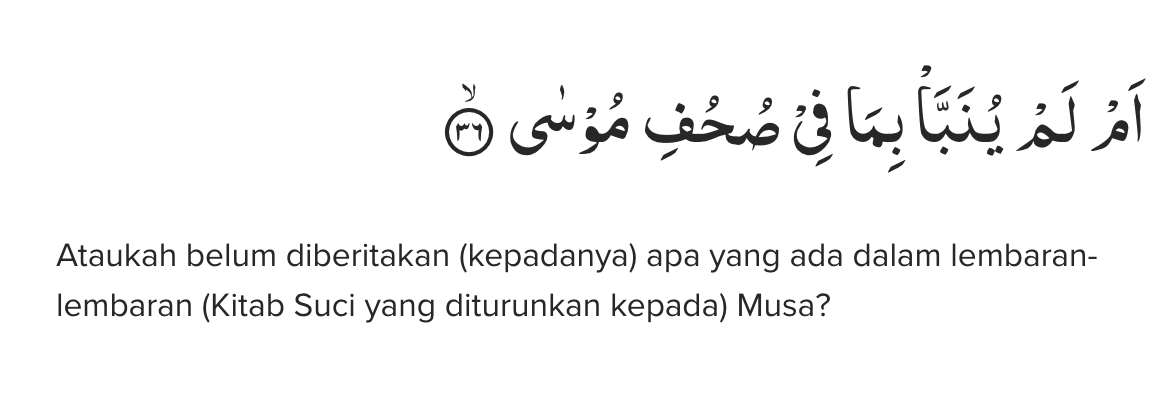 اَمْ لَمْ يُنَبَّأْ بِمَا فِيْ صُحُفِ مُوْسٰى ۙ ٣٦
Ataukah belum diberitakan (kepadanya) apa yang ada dalam lembaran-
lembaran (Kitab Suci yang diturunkan kepada) Musa?